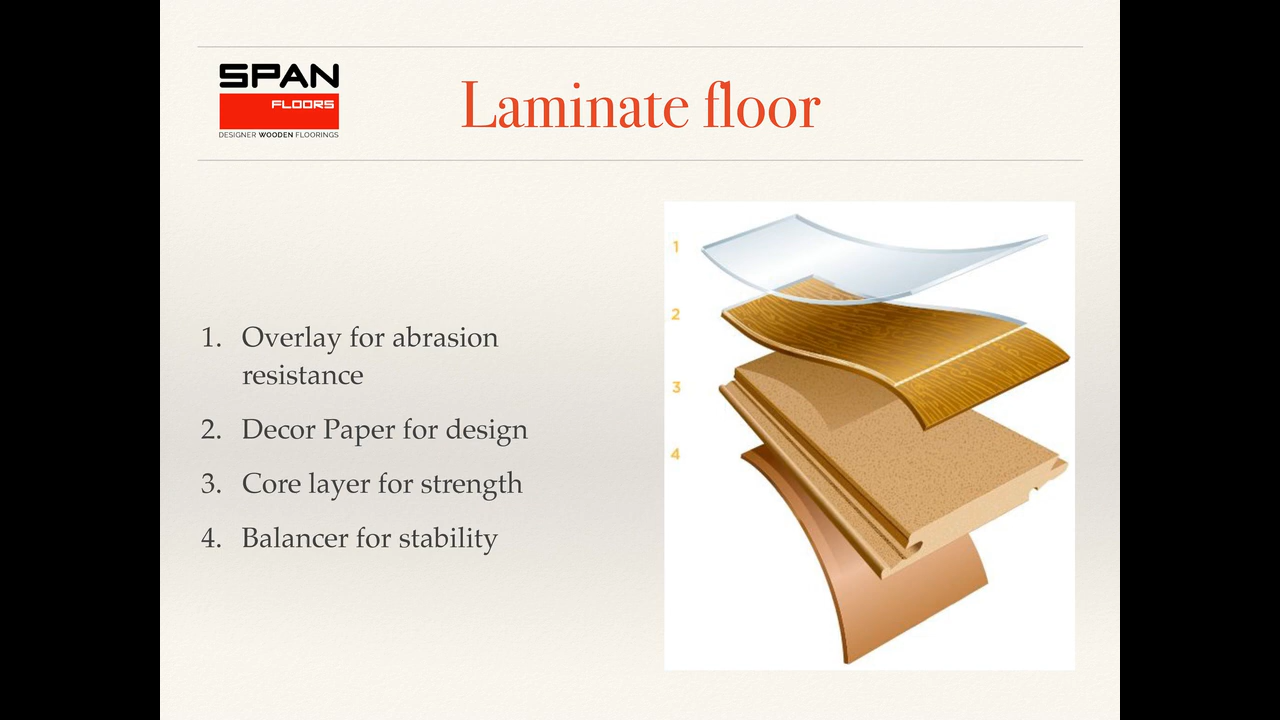 SPAN
FLOORS
DESIGNER WOODEN FLOORINGS
Laminate floor
1. Overlay for abrasion
resistance
2. Decor Paper for design
3. Core layer for strength
4. Balancer for stability
1
2
3
4